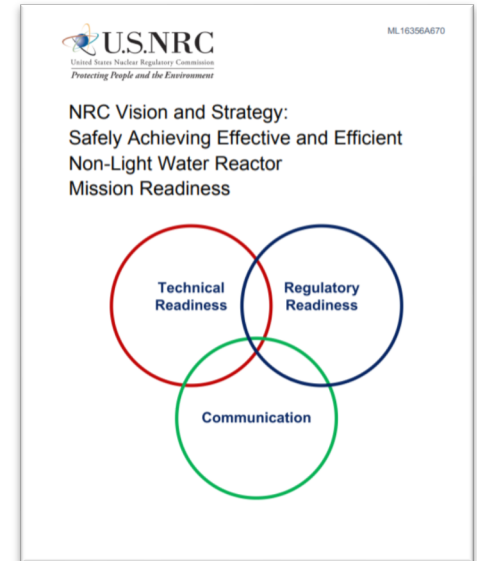 ML16356A670
U.S.NRC
United States Nuclear Regulatory Commission
Protecting People and the Environment
NRC Vision and Strategy:
Safely Achieving Effective and Efficient
Non-Light Water Reactor
Mission Readiness
Technical
Readiness
Regulatory
Readiness
Communication